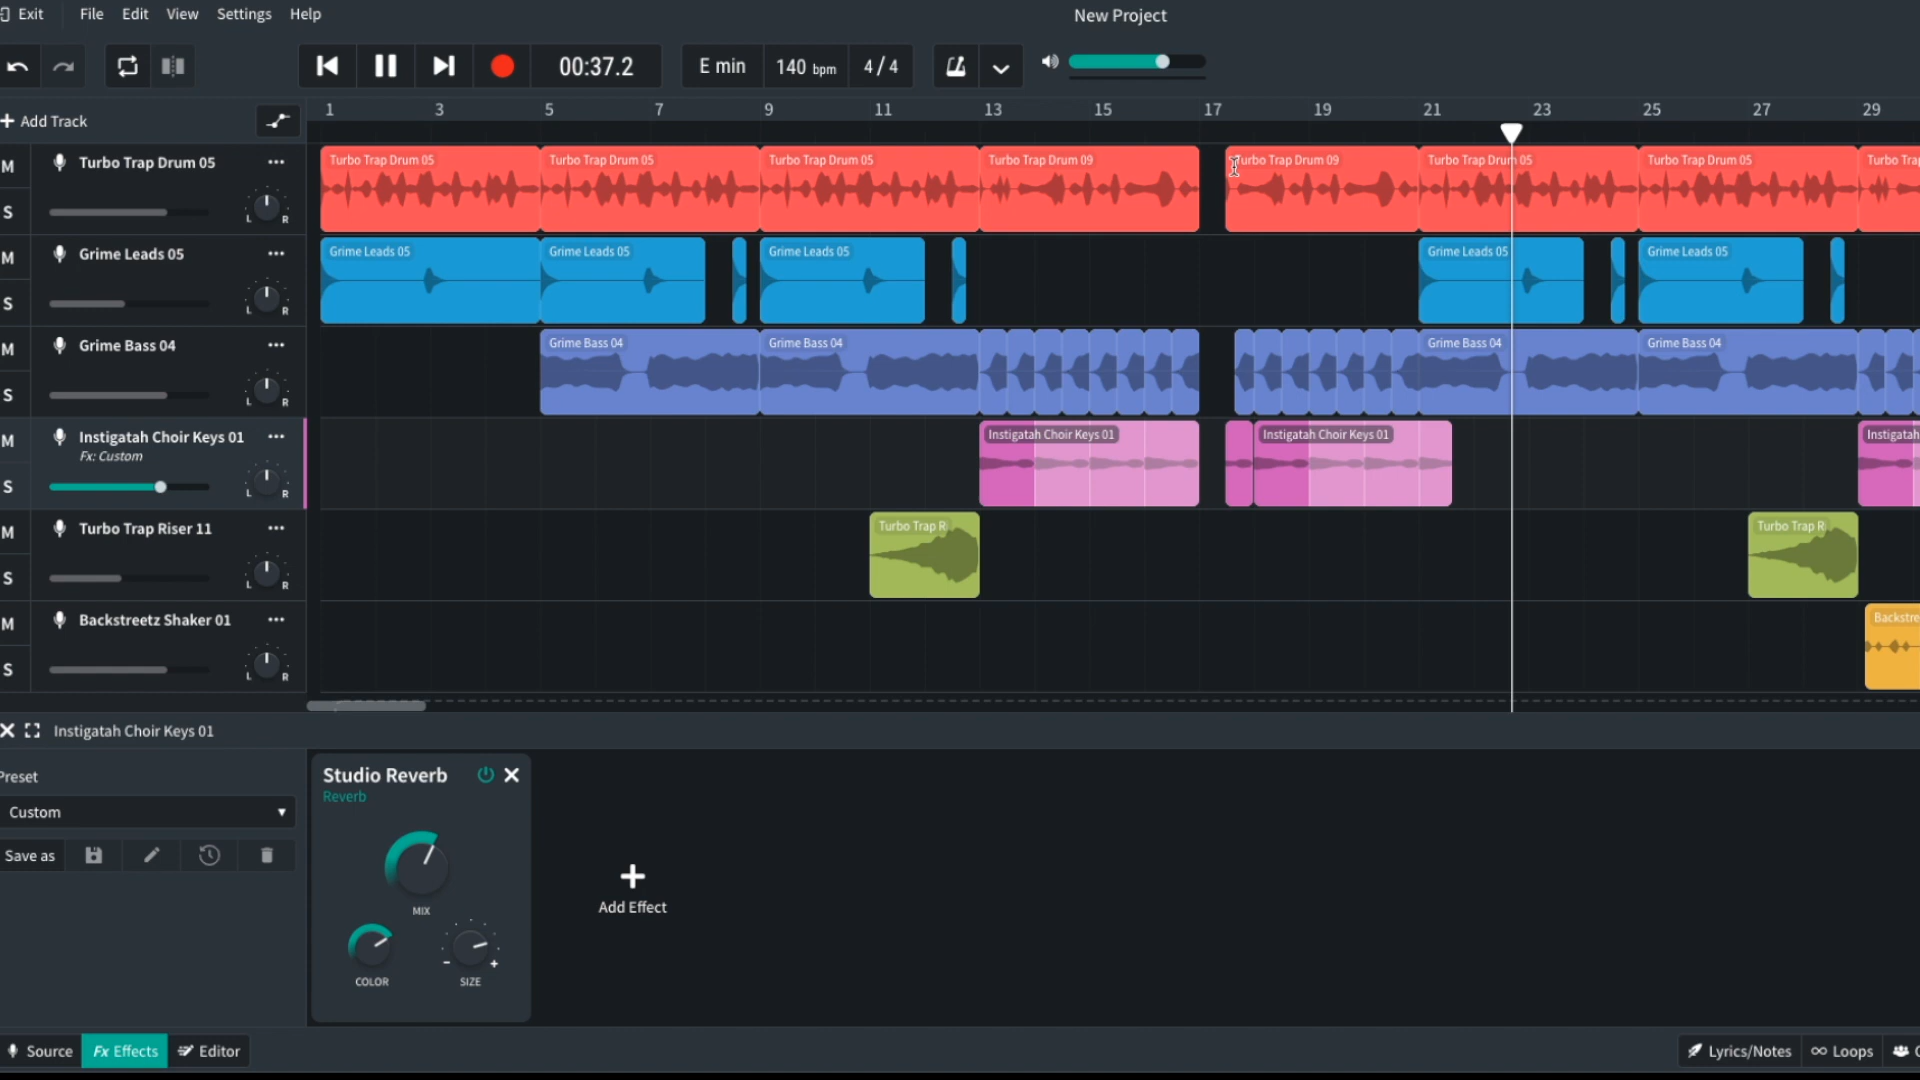 Exit File Edit View Settings Help
New Project
00:37.2 E min 140 bpm 4/4
Add Track
1 3 5 7 9 11 13 15 17 19 21 23 25 27 29
M Turbo Trap Drum 05
S L R
Turbo Trap Drum 05 Turbo Trap Drum 05 Turbo Trap Drum 05 Turbo Trap Drum 09 Turbo Trap Drum 09 Turbo Trap Drum 05 Turbo Trap Drum 05 Turbo Tra
M Grime Leads 05
S L R
Grime Leads 05 Grime Leads 05 Grime Leads 05 Grime Leads 05 Grime Leads 05
M Grime Bass 04
S L R
Grime Bass 04 Grime Bass 04 Grime Bass 04 Grime Bass 04
M Instigatah Choir Keys 01
Fx: Custom
S L R
Instigatah Choir Keys 01 Instigatah Choir Keys 01 Instigatah
M Turbo Trap Riser 11
S L R
Turbo Trap R Turbo Trap R
M Backstreetz Shaker 01
S L R
Backstre
Instigatah Choir Keys 01
Preset
Custom
Save as
Studio Reverb
Reverb
MIX
COLOR
- +
SIZE
Add Effect
Source Fx Effects Editor
Lyrics/Notes Loops